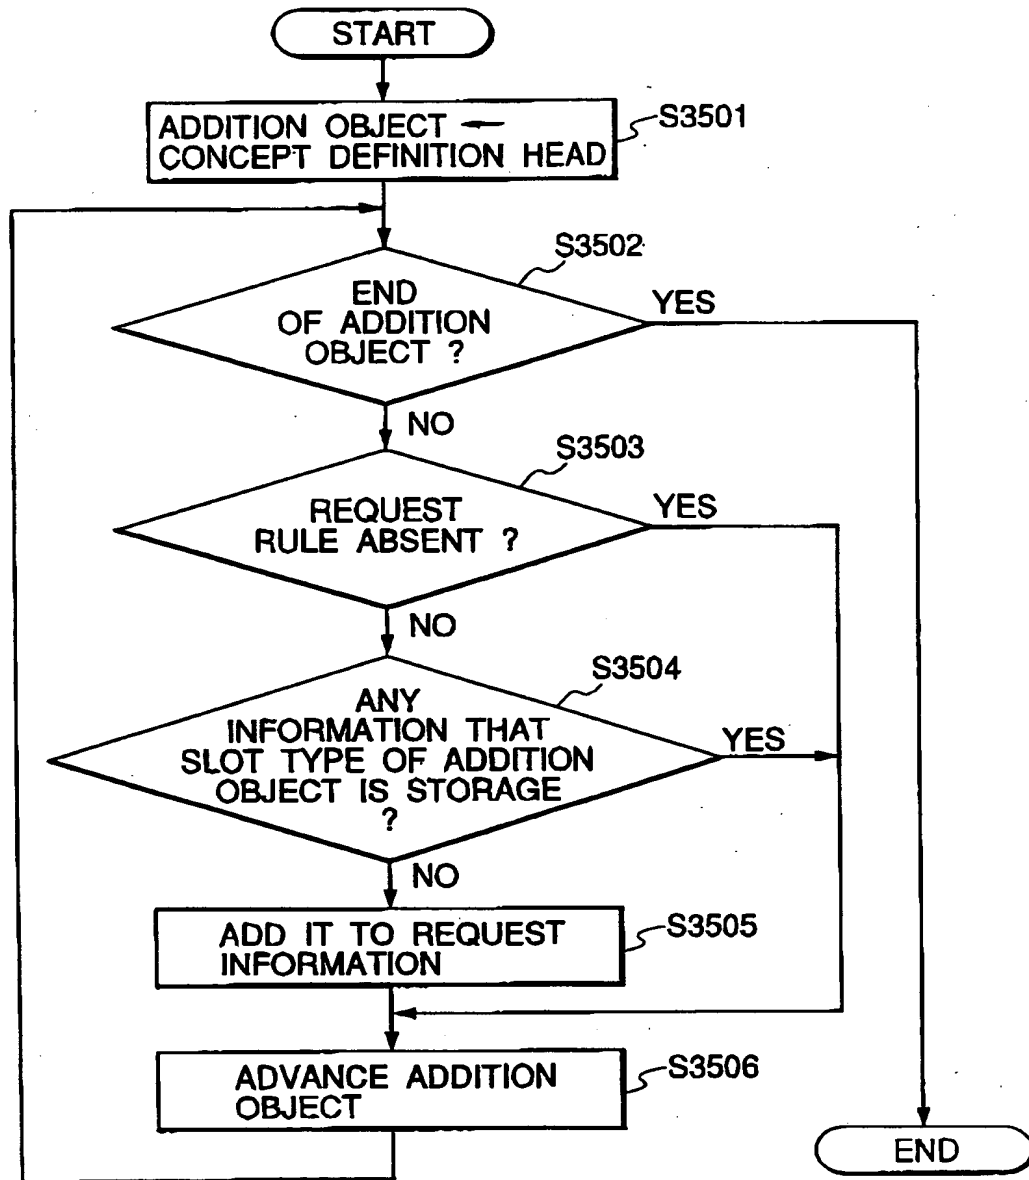 START
ADDITION OBJECT ←
CONCEPT DEFINITION HEAD
S3501
S3502
END
OF ADDITION
OBJECT ?
YES
NO
S3503
REQUEST
RULE ABSENT ?
YES
NO
S3504
ANY
INFORMATION THAT
SLOT TYPE OF ADDITION
OBJECT IS STORAGE
?
YES
NO
ADD IT TO REQUEST
INFORMATION
S3505
ADVANCE ADDITION
OBJECT
S3506
END